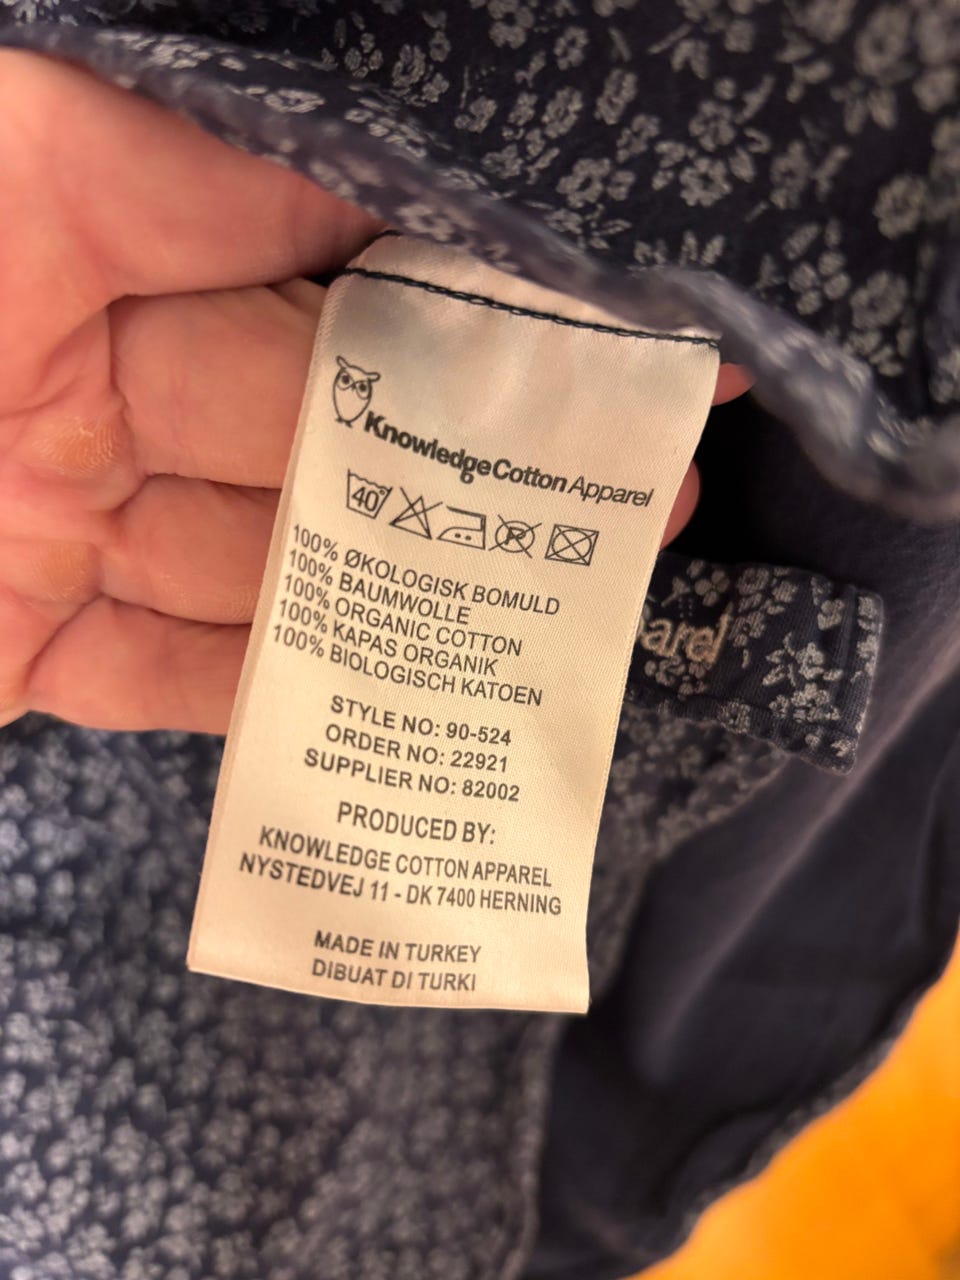 KnowledgeCotton Apparel
40°
P
100% ØKOLOGISK BOMULD
100% BAUMWOLLE
100% ORGANIC COTTON
100% KAPAS ORGANIK
100% BIOLOGISCH KATOEN
STYLE NO: 90-524
ORDER NO: 22921
SUPPLIER NO: 82002
PRODUCED BY:
KNOWLEDGE COTTON APPAREL
NYSTEDVEJ 11 - DK 7400 HERNING
MADE IN TURKEY
DIBUAT DI TURKI
arel